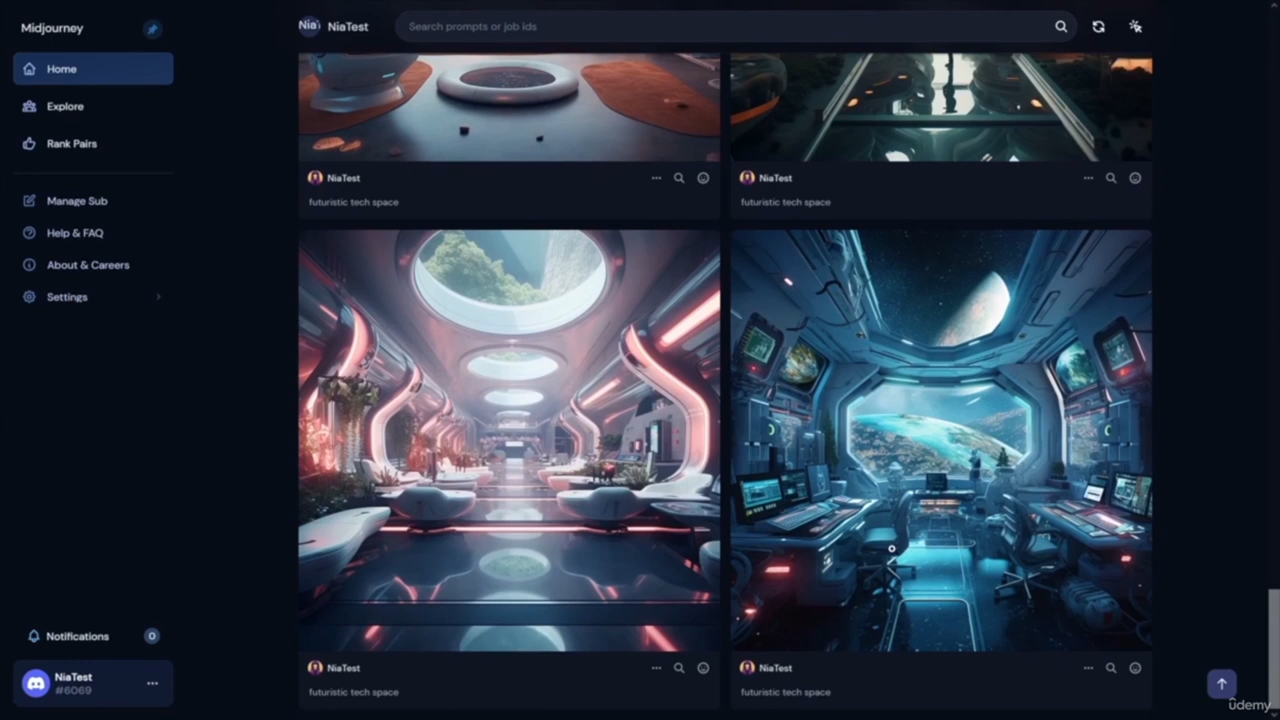 Midjourney
Home
Explore
Rank Pairs
Manage Sub
Help & FAQ
About & Careers
Settings
Notifications 0
NiaTest
#6069
Nia
NiaTest
Search prompts or job ids
NiaTest
futuristic tech space
NiaTest
futuristic tech space
NiaTest
futuristic tech space
NiaTest
futuristic tech space
udemy